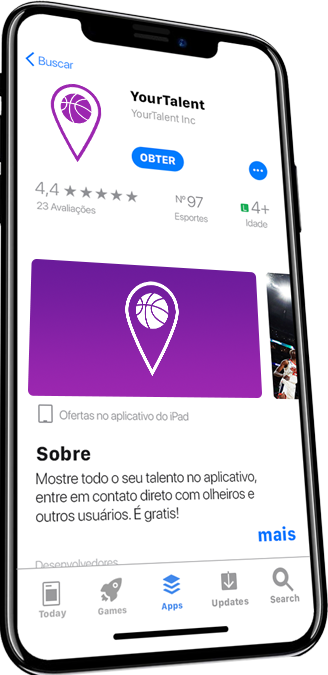 Buscar
YourTalent
YourTalent Inc
OBTER
4,4 ★★★★★
23 Avaliações
Nº97
Esportes
L 4+
Idade
Ofertas no aplicativo do iPad
Sobre
Mostre todo o seu talento no aplicativo,
entre em contato direto com olheiros e
outros usuários. É gratis!
mais
Desenvolvedores
Today
Games
Apps
Updates
Search